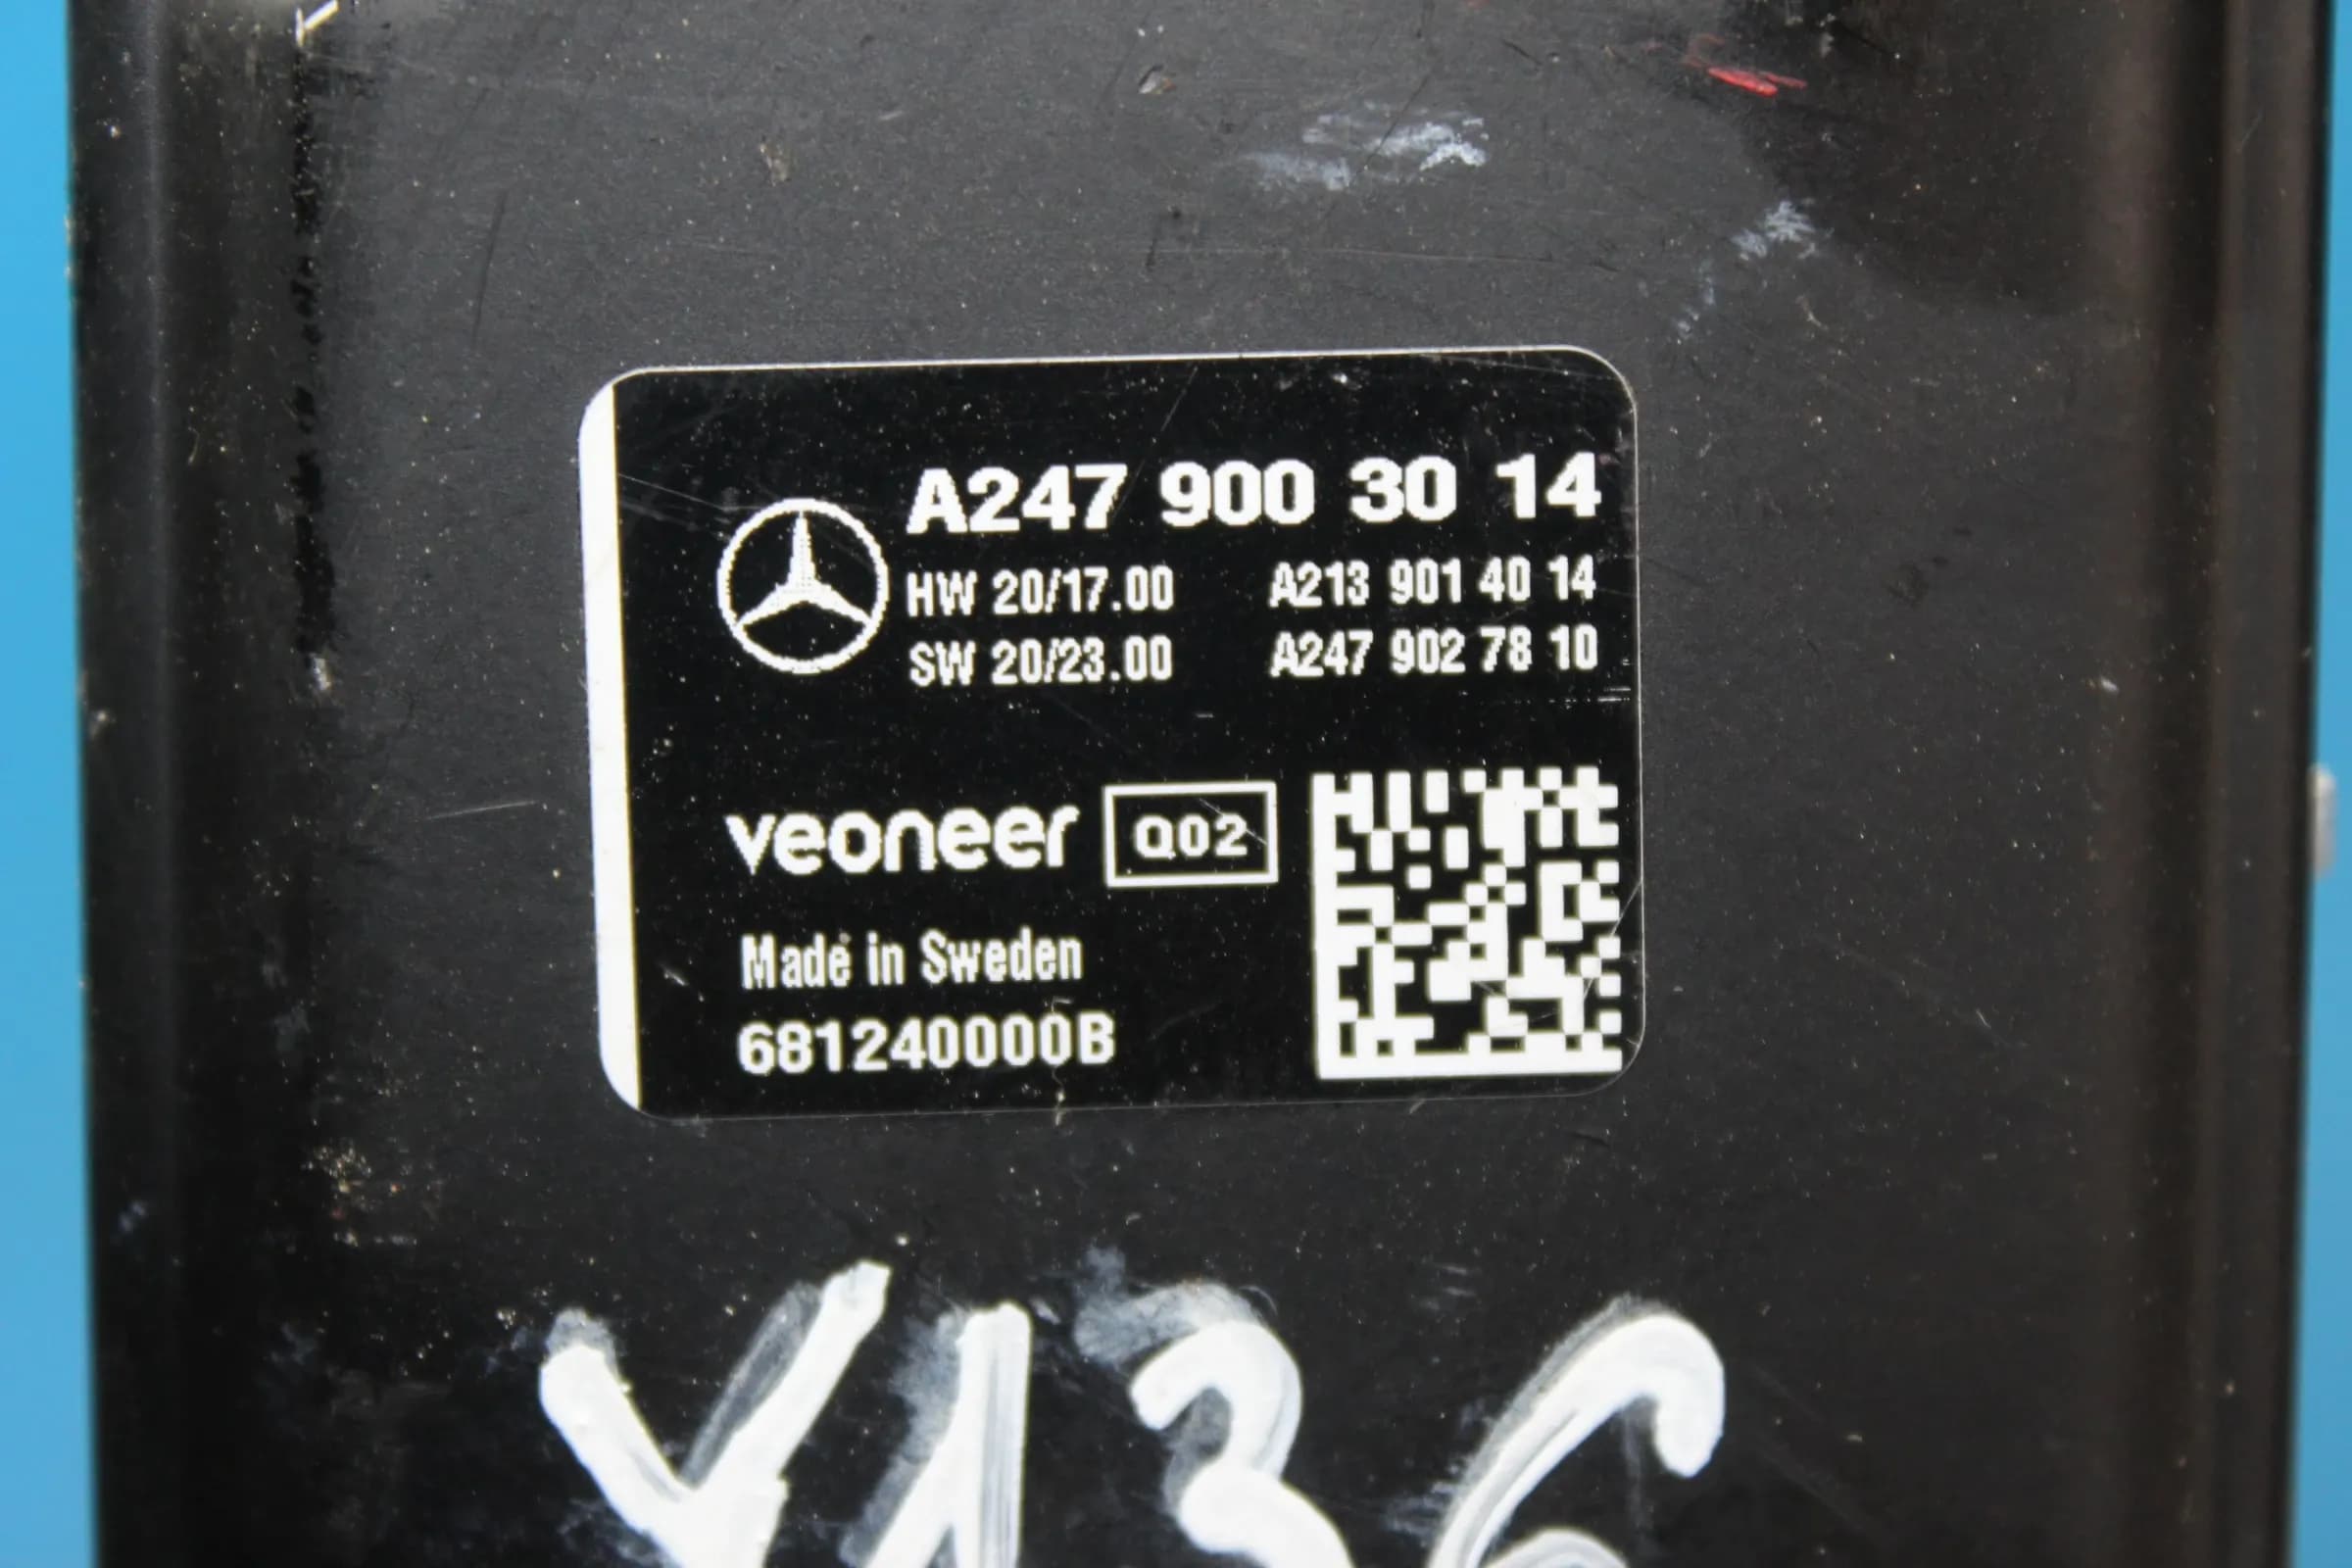 A247 900 30 14
HW 20/17.00 A213 901 40 14
SW 20/23.00 A247 902 78 10
veoneer Q02
Made in Sweden
681240000B
Y136